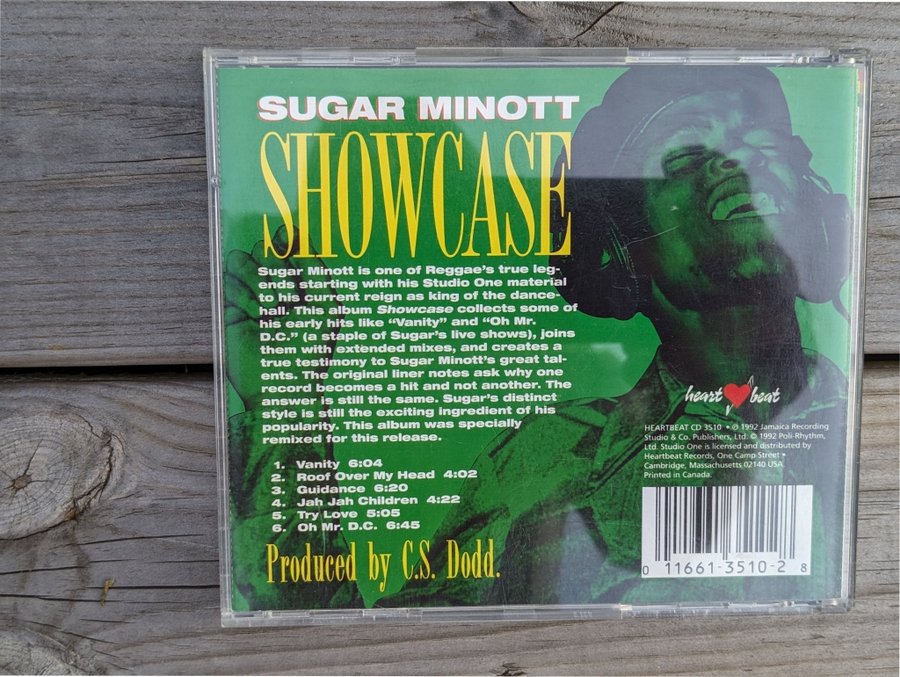 SUGAR MINOTT
SHOWCASE
Sugar Minott is one of Reggae's true leg-
ends starting with his Studio One material
to his current reign as king of the dance-
hall. This album Showcase collects some of
his early hits like "Vanity" and "Oh Mr.
D.C." (a staple of Sugar's live shows), joins
them with extended mixes, and creates a
true testimony to Sugar Minott's great tal-
ents. The original liner notes ask why one
record becomes a hit and not another. The
answer is still the same. Sugar's distinct
style is still the exciting ingredient of his
popularity. This album was specially
remixed for this release.
1. Vanity 6:04
2. Roof Over My Head 4:02
3. Guidance 6:20
4. Jah Jah Children 4:22
5. Try Love 5:05
6. Oh Mr. D.C. 6:45
Produced by C.S. Dodd.
heart beat
HEARTBEAT CD 3510 • ℗ 1992 Jamaica Recording
Studio & Co. Publishers, Ltd. © 1992 Poli-Rhythm,
Ltd. Studio One is licensed and distributed by
Heartbeat Records, One Camp Street •
Cambridge, Massachusetts 02140 USA
Printed in Canada.
0 11661-3510-2 8